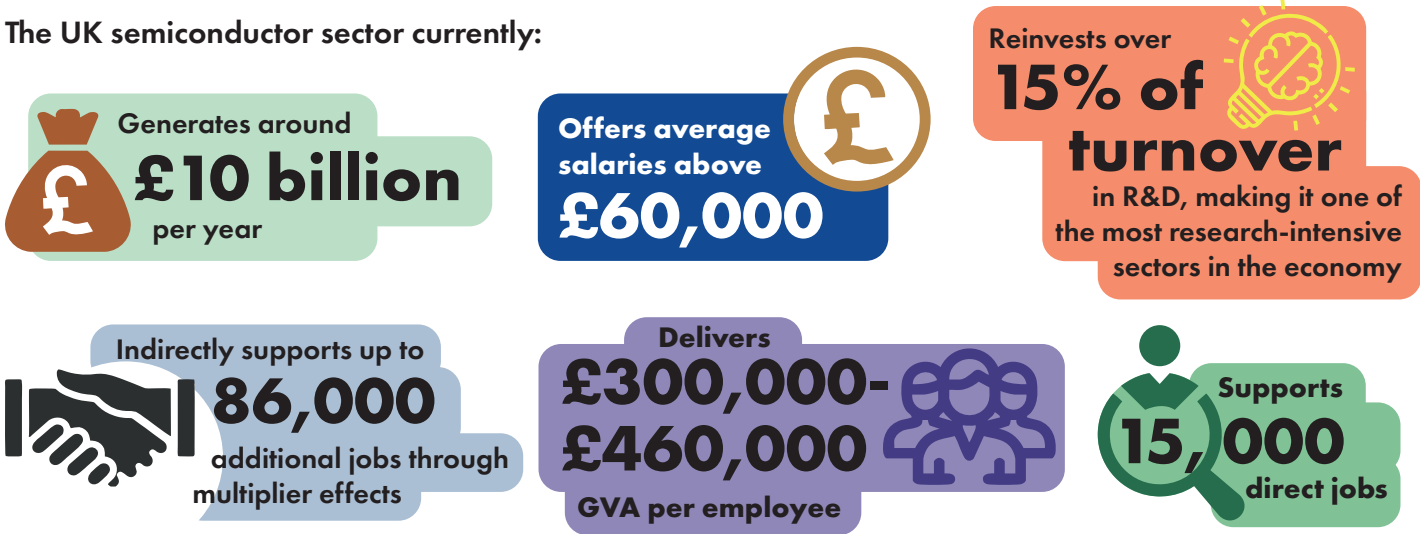 The UK semiconductor sector currently:
Generates around
£10 billion
per year
£
Offers average
salaries above
£60,000
£
Reinvests over
15% of
turnover
in R&D, making it one of
the most research-intensive
sectors in the economy
Indirectly supports up to
86,000
additional jobs through
multiplier effects
Delivers
£300,000-
£460,000
GVA per employee
Supports
15,000
direct jobs